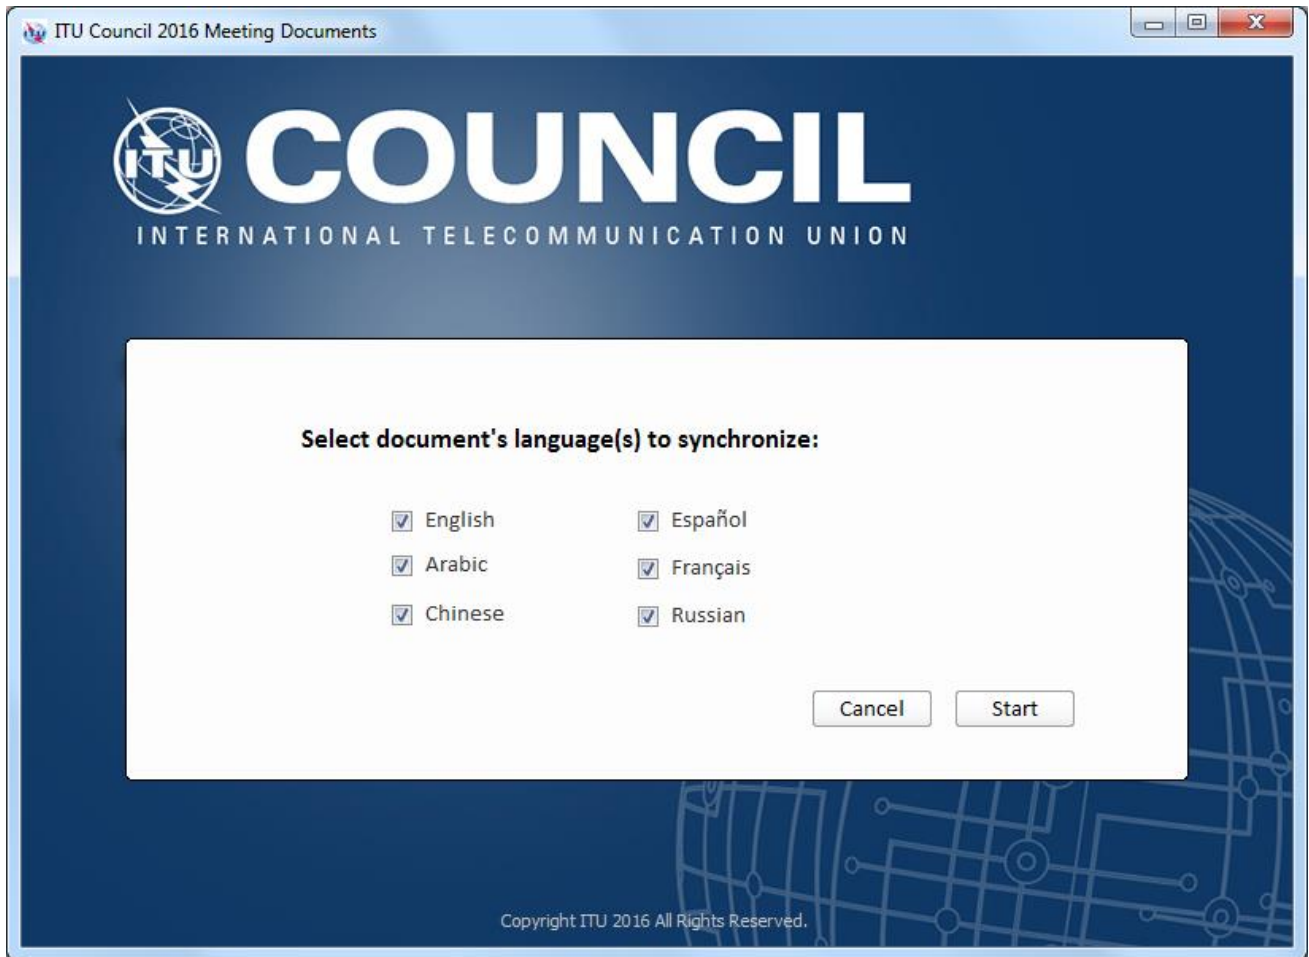 ITU Council 2016 Meeting Documents
ITU
COUNCIL
INTERNATIONAL TELECOMMUNICATION UNION
Select document's language(s) to synchronize:
English
Español
Arabic
Français
Chinese
Russian
Cancel
Start
Copyright ITU 2016 All Rights Reserved.